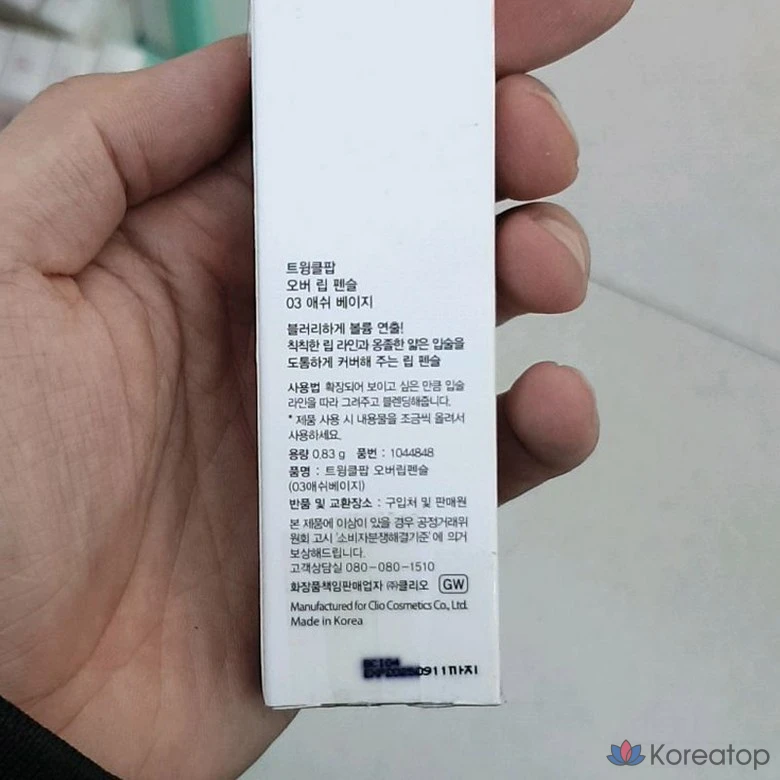 트윙클팝
오버 립 펜슬
03 애쉬 베이지
블러리하게 볼륨 연출!
칙칙한 립 라인과 옹졸한 얇은 입술을
도톰하게 커버해 주는 립 펜슬
사용법 확장되어 보이고 싶은 만큼 입술
라인을 따라 그려주고 블렌딩해줍니다.
* 제품 사용 시 내용물을 조금씩 올려서
사용하세요.
용량 0.83 g 품번 : 1044848
품명 : 트윙클팝 오버립펜슬
(03애쉬베이지)
반품 및 교환장소 : 구입처 및 판매원
본 제품에 이상이 있을 경우 공정거래위
원회 고시 '소비자분쟁해결기준' 에 의거
보상해드립니다.
고객상담실 080-080-1510
화장품책임판매업자 ㈜클리오 GW
Manufactured for Clio Cosmetics Co., Ltd.
Made in Korea
까지
Koreatop